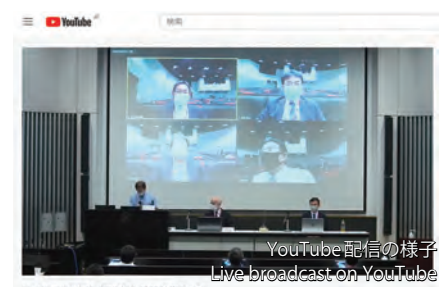 YouTube JP
検索
YouTube配信の様子
Live broadcast on YouTube